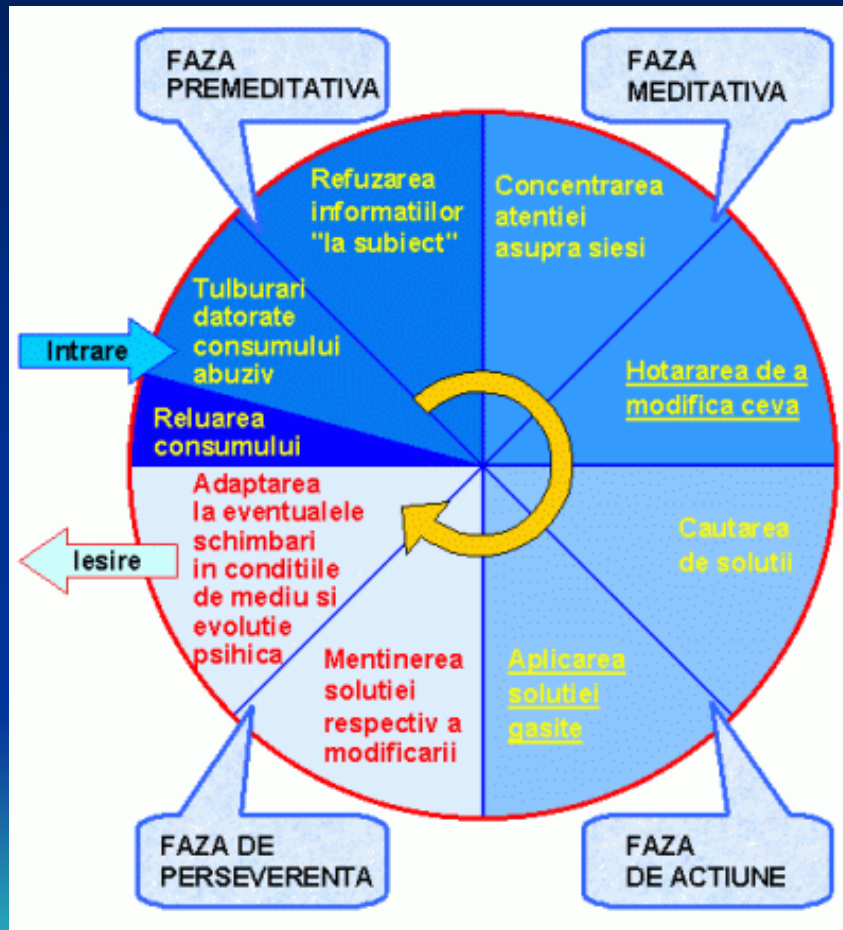 FAZA
PREMEDITATIVA
FAZA
MEDITATIVA
Refuzarea
informatiilor
"la subiect"
Concentrarea
atentiei
asupra siesi
Tulburari
datorate
consumului
abuziv
Intrare
Hotararea de a
modifica ceva
Reluarea
consumului
Adaptarea
la eventualele
schimbari
in conditiile
de mediu si
evolutie
psihica
Iesire
Cautarea
de solutii
Mentinerea
solutiei
respectiv a
modificarii
Aplicarea
solutiei
gasite
FAZA DE
PERSEVERENTA
FAZA
DE ACTIUNE